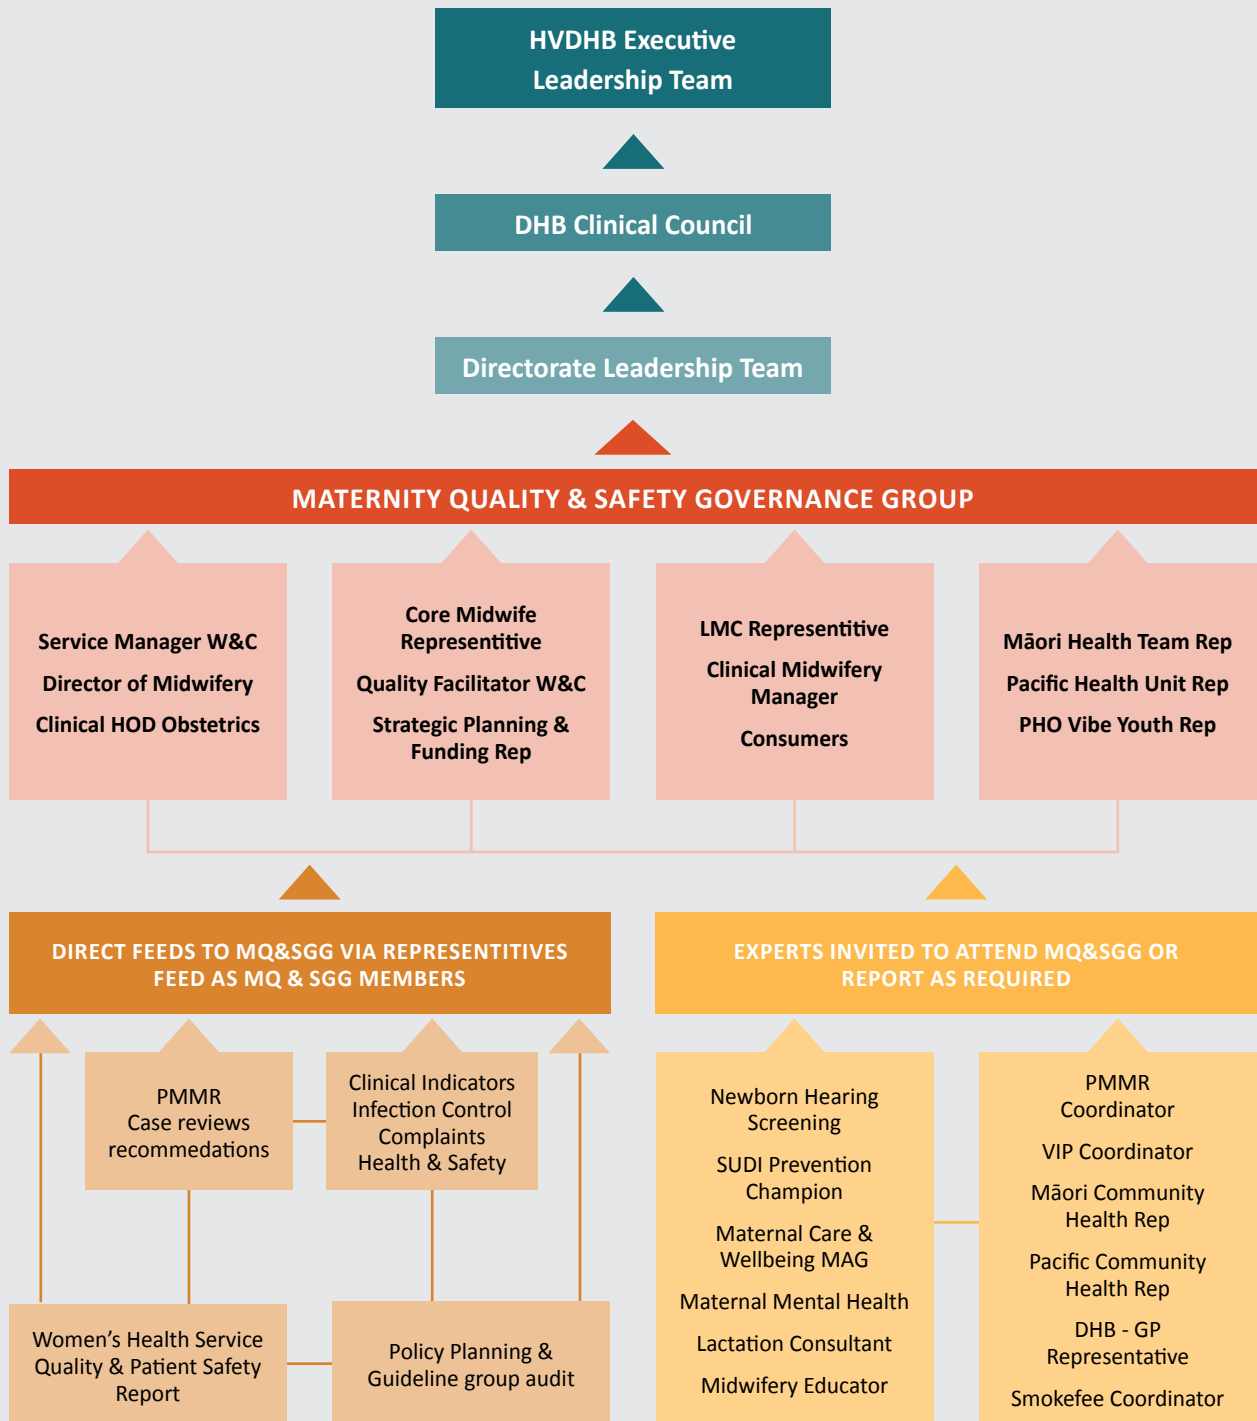 HVDHB Executive
Leadership Team
DHB Clinical Council
Directorate Leadership Team
MATERNITY QUALITY & SAFETY GOVERNANCE GROUP
Service Manager W&C
Director of Midwifery
Clinical HOD Obstetrics
Core Midwife
Representitive
Quality Facilitator W&C
Strategic Planning &
Funding Rep
LMC Representitive
Clinical Midwifery
Manager
Consumers
Māori Health Team Rep
Pacific Health Unit Rep
PHO Vibe Youth Rep
DIRECT FEEDS TO MQ&SGG VIA REPRESENTITIVES
FEED AS MQ & SGG MEMBERS
EXPERTS INVITED TO ATTEND MQ&SGG OR
REPORT AS REQUIRED
PMMR
Case reviews
recommedations
Clinical Indicators
Infection Control
Complaints
Health & Safety
Women’s Health Service
Quality & Patient Safety
Report
Policy Planning &
Guideline group audit
Newborn Hearing
Screening
SUDI Prevention
Champion
Maternal Care &
Wellbeing MAG
Maternal Mental Health
Lactation Consultant
Midwifery Educator
PMMR
Coordinator
VIP Coordinator
Māori Community
Health Rep
Pacific Community
Health Rep
DHB - GP
Representative
Smokefee Coordinator